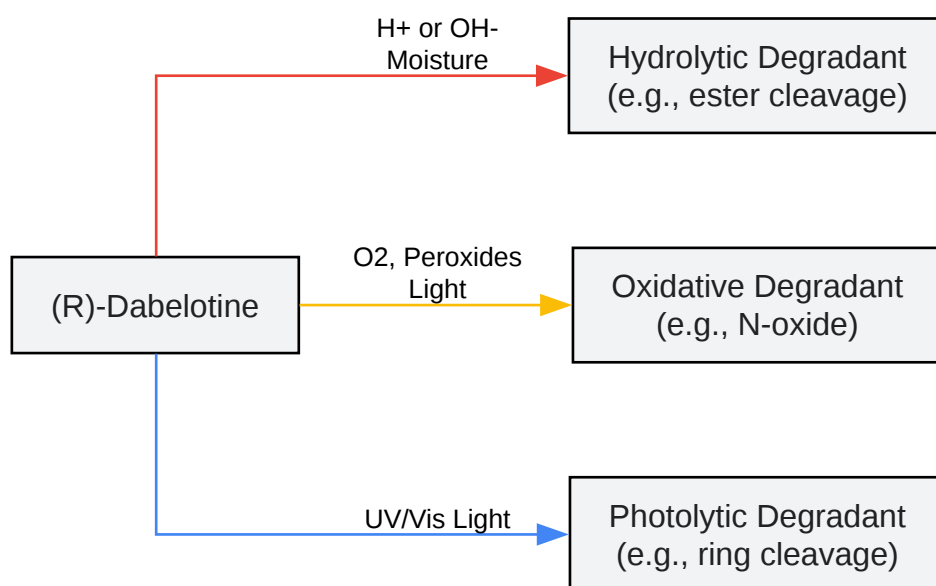 H+ or OH-
Moisture
Hydrolytic Degradant
(e.g., ester cleavage)
(R)-Dabelotine
O2, Peroxides
Light
Oxidative Degradant
(e.g., N-oxide)
UV/Vis Light
Photolytic Degradant
(e.g., ring cleavage)